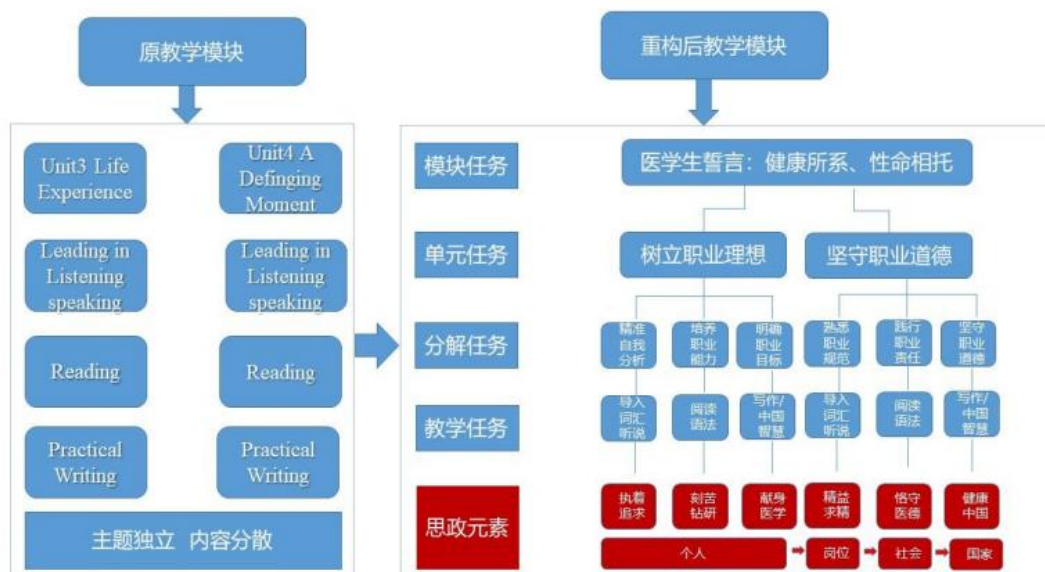 原教学模块
重构后教学模块
Unit3 Life
Experience
Unit4 A
Definging
Moment
Leading in
Listening
speaking
Leading in
Listening
speaking
Reading
Reading
Practical
Writing
Practical
Writing
主题独立 内容分散
模块任务
医学生誓言：健康所系、性命相托
单元任务
树立职业理想
坚守职业道德
分解任务
精准
自我
分析
培养
职业
能力
明确
职业
目标
熟悉
职业
规范
践行
职业
责任
坚守
职业
道德
教学任务
导入
词汇
听说
阅读
语法
写作/
中国
智慧
导入
词汇
听说
阅读
语法
写作/
中国
智慧
思政元素
执着
追求
刻苦
钻研
献身
医学
精益
求精
恪守
医德
健康
中国
个人
岗位
社会
国家